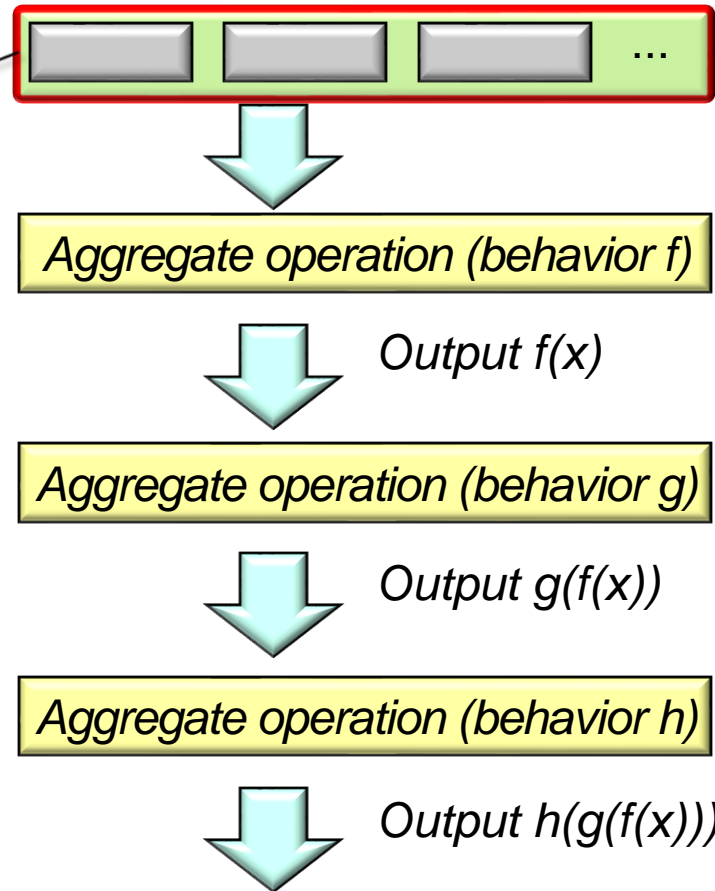 ...
Aggregate operation (behavior f)
Output f(x)
Aggregate operation (behavior g)
Output g(f(x))
Aggregate operation (behavior h)
Output h(g(f(x)))